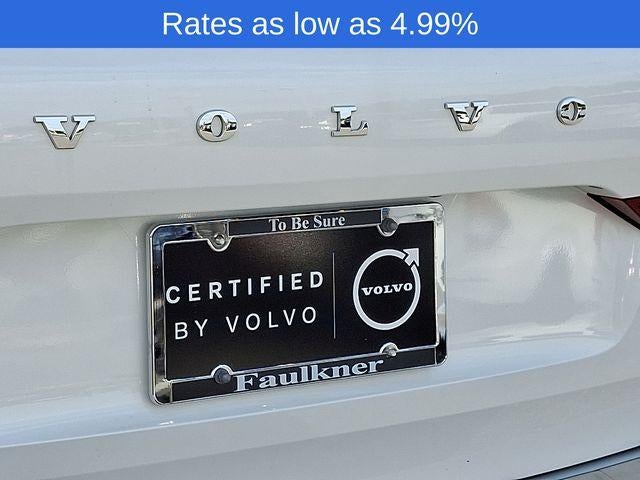 Rates as low as 4.99%
VOLVO
To Be Sure
CERTIFIED
BY VOLVO
VOLVO
Faulkner